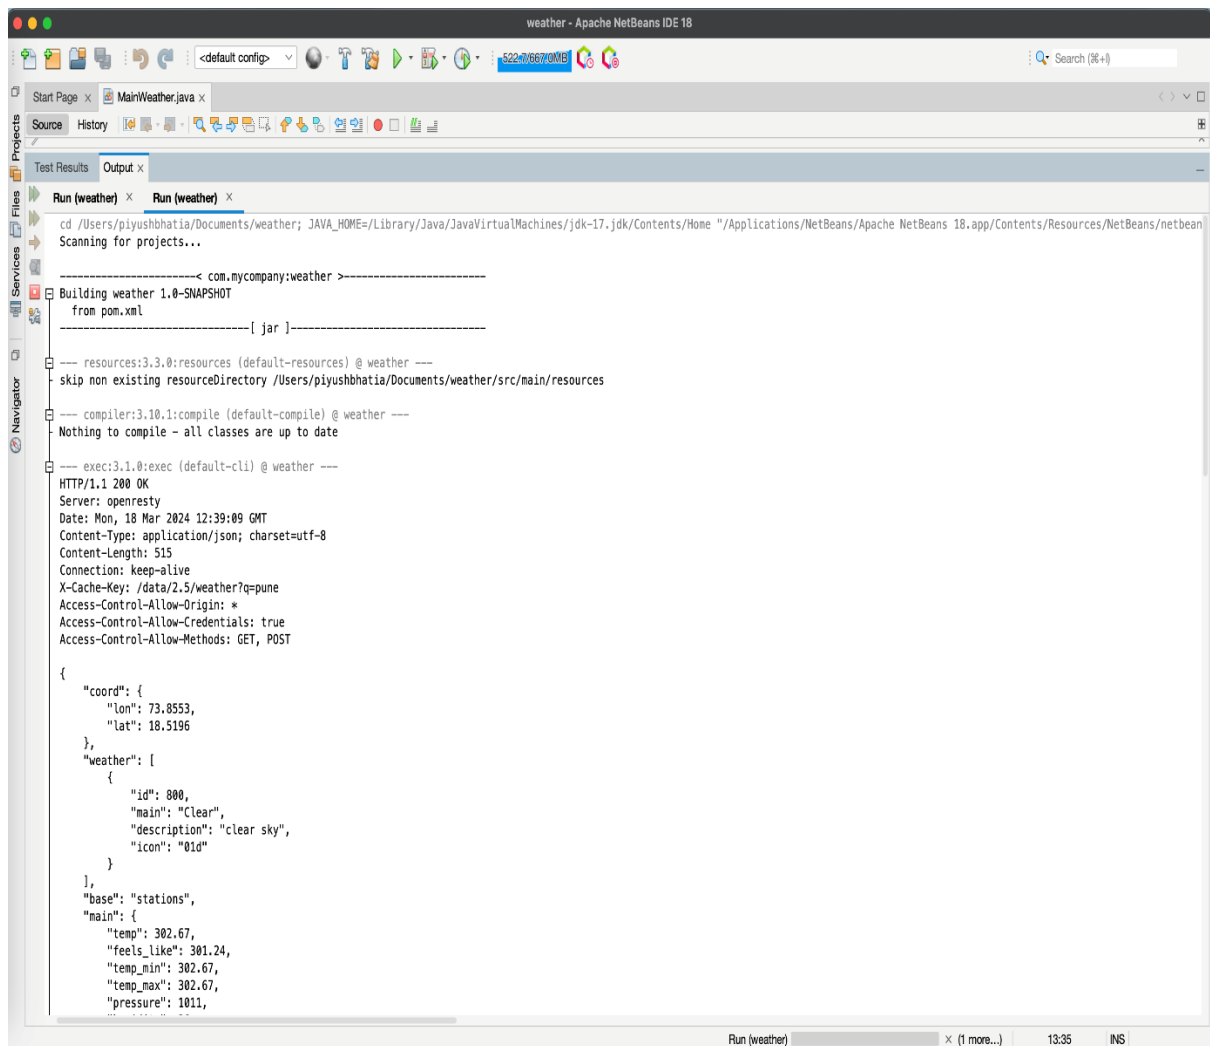 weather - Apache NetBeans IDE 18
<default config>
522.7/667.0MB
Search (⌘+I)
Start Page
MainWeather.java
Source History
Projects
Files
Services
Navigator
Test Results Output
Run (weather) Run (weather)
cd /Users/piyushbhatia/Documents/weather; JAVA_HOME=/Library/Java/JavaVirtualMachines/jdk-17.jdk/Contents/Home "/Applications/NetBeans/Apache NetBeans 18.app/Contents/Resources/NetBeans/netbean
Scanning for projects...
-----------------------< com.mycompany:weather >------------------------
Building weather 1.0-SNAPSHOT
from pom.xml
--------------------------------[ jar ]---------------------------------
--- resources:3.3.0:resources (default-resources) @ weather ---
skip non existing resourceDirectory /Users/piyushbhatia/Documents/weather/src/main/resources
--- compiler:3.10.1:compile (default-compile) @ weather ---
Nothing to compile - all classes are up to date
--- exec:3.1.0:exec (default-cli) @ weather ---
HTTP/1.1 200 OK
Server: openresty
Date: Mon, 18 Mar 2024 12:39:09 GMT
Content-Type: application/json; charset=utf-8
Content-Length: 515
Connection: keep-alive
X-Cache-Key: /data/2.5/weather?q=pune
Access-Control-Allow-Origin: *
Access-Control-Allow-Credentials: true
Access-Control-Allow-Methods: GET, POST
{
"coord": {
"lon": 73.8553,
"lat": 18.5196
},
"weather": [
{
"id": 800,
"main": "Clear",
"description": "clear sky",
"icon": "01d"
}
],
"base": "stations",
"main": {
"temp": 302.67,
"feels_like": 301.24,
"temp_min": 302.67,
"temp_max": 302.67,
"pressure": 1011,
Run (weather)
(1 more...)
13:35
INS